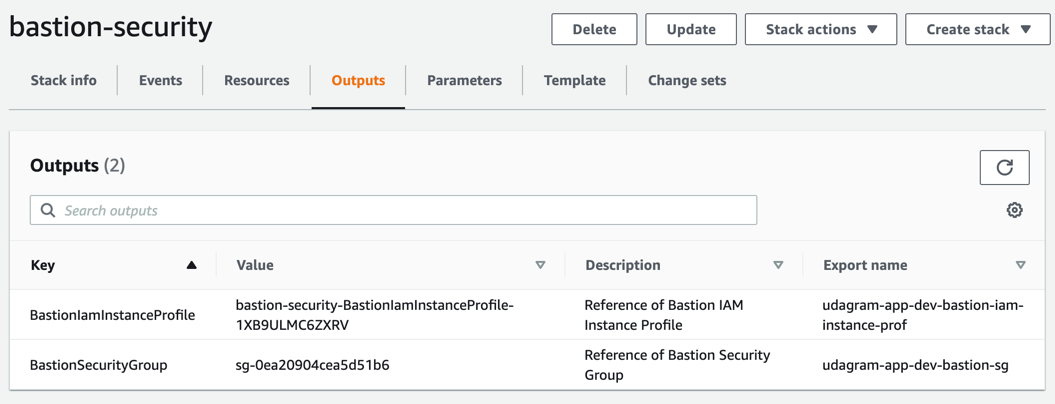 bastion-security
Delete
Update
Stack actions
Create stack
Stack info
Events
Resources
Outputs
Parameters
Template
Change sets
Outputs (2)
Search outputs
Key
Value
Description
Export name
BastionIamInstanceProfile
bastion-security-BastionIamInstanceProfile-
1XB9ULMC6ZXRV
Reference of Bastion IAM
Instance Profile
udagram-app-dev-bastion-iam-
instance-prof
BastionSecurityGroup
sg-0ea20904cea5d51b6
Reference of Bastion Security
Group
udagram-app-dev-bastion-sg